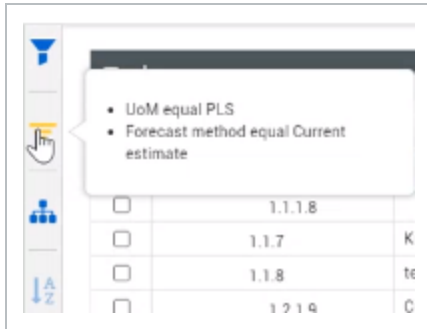 UoM equal PLS
Forecast method equal Current
estimate
1.1.1.8
1.1.7 K
1.1.8 te
1.2.1.9 C
A
Z